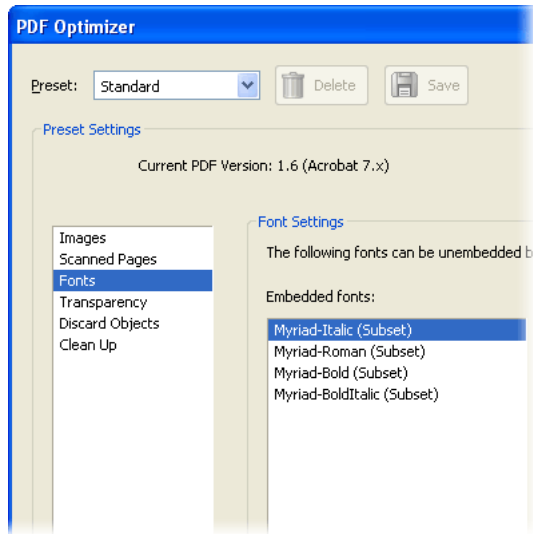 PDF Optimizer
Preset: Standard Delete Save
Preset Settings
Current PDF Version: 1.6 (Acrobat 7.x)
Images
Scanned Pages
Fonts
Transparency
Discard Objects
Clean Up
Font Settings
The following fonts can be unembedded
Embedded fonts:
Myriad-Italic (Subset)
Myriad-Roman (Subset)
Myriad-Bold (Subset)
Myriad-BoldItalic (Subset)